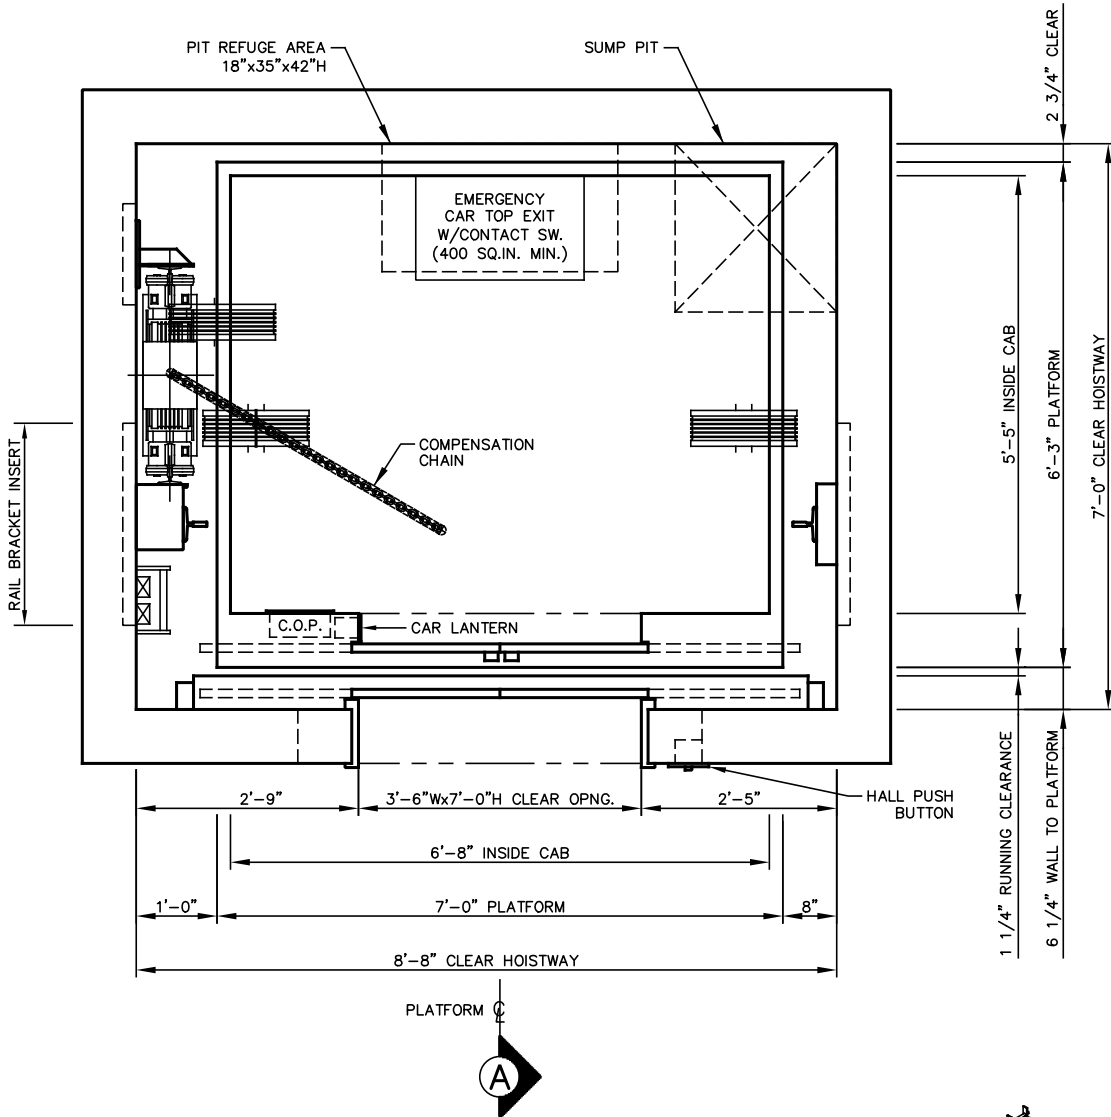 PIT REFUGE AREA
18”x35”x42”H
SUMP PIT
2 3/4” CLEAR
EMERGENCY
CAR TOP EXIT
W/CONTACT SW.
(400 SQ.IN. MIN.)
5'-5” INSIDE CAB
6'-3” PLATFORM
7'-0” CLEAR HOISTWAY
RAIL BRACKET INSERT
COMPENSATION
CHAIN
C.O.P.
CAR LANTERN
2'-9”
3'-6”Wx7'-0”H CLEAR OPNG.
2'-5”
HALL PUSH
BUTTON
1 1/4” RUNNING CLEARANCE
6 1/4” WALL TO PLATFORM
6'-8” INSIDE CAB
1'-0”
7'-0” PLATFORM
8”
8'-8” CLEAR HOISTWAY
PLATFORM ℄
A